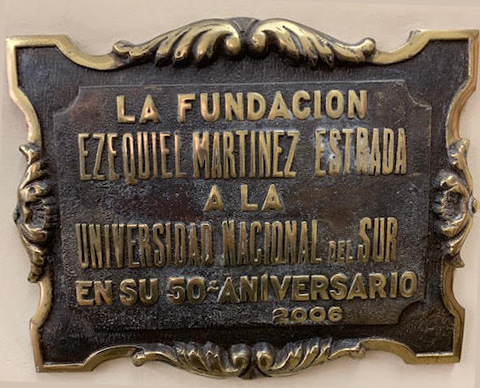 LA FUNDACION
EZEQUIEL MARTINEZ ESTRADA
A LA
UNIVERSIDAD NACIONAL DEL SUR
EN SU 50º ANIVERSARIO
2006